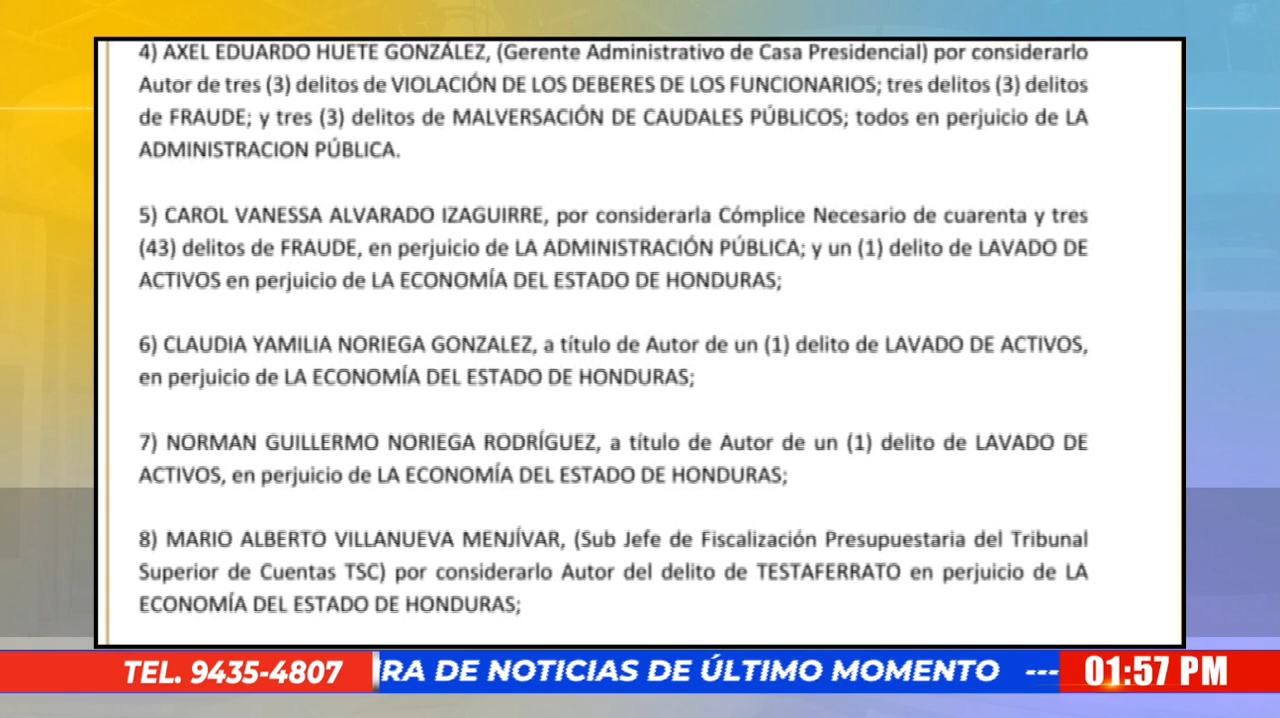 4) AXEL EDUARDO HUETE GONZÁLEZ, (Gerente Administrativo de Casa Presidencial) por considerarlo
Autor de tres (3) delitos de VIOLACIÓN DE LOS DEBERES DE LOS FUNCIONARIOS; tres delitos (3) delitos
de FRAUDE; y tres (3) delitos de MALVERSACIÓN DE CAUDALES PÚBLICOS; todos en perjuicio de LA
ADMINISTRACION PÚBLICA.
5) CAROL VANESSA ALVARADO IZAGUIRRE, por considerarla Cómplice Necesario de cuarenta y tres
(43) delitos de FRAUDE, en perjuicio de LA ADMINISTRACIÓN PÚBLICA; y un (1) delito de LAVADO DE
ACTIVOS en perjuicio de LA ECONOMÍA DEL ESTADO DE HONDURAS;
6) CLAUDIA YAMILIA NORIEGA GONZALEZ, a título de Autor de un (1) delito de LAVADO DE ACTIVOS,
en perjuicio de LA ECONOMÍA DEL ESTADO DE HONDURAS;
7) NORMAN GUILLERMO NORIEGA RODRÍGUEZ, a título de Autor de un (1) delito de LAVADO DE
ACTIVOS, en perjuicio de LA ECONOMÍA DEL ESTADO DE HONDURAS;
8) MARIO ALBERTO VILLANUEVA MENJÍVAR, (Sub Jefe de Fiscalización Presupuestaria del Tribunal
Superior de Cuentas TSC) por considerarlo Autor del delito de TESTAFERRATO en perjuicio de LA
ECONOMÍA DEL ESTADO DE HONDURAS;
TEL. 9435-4807 RA DE NOTICIAS DE ÚLTIMO MOMENTO --- 01:57 PM